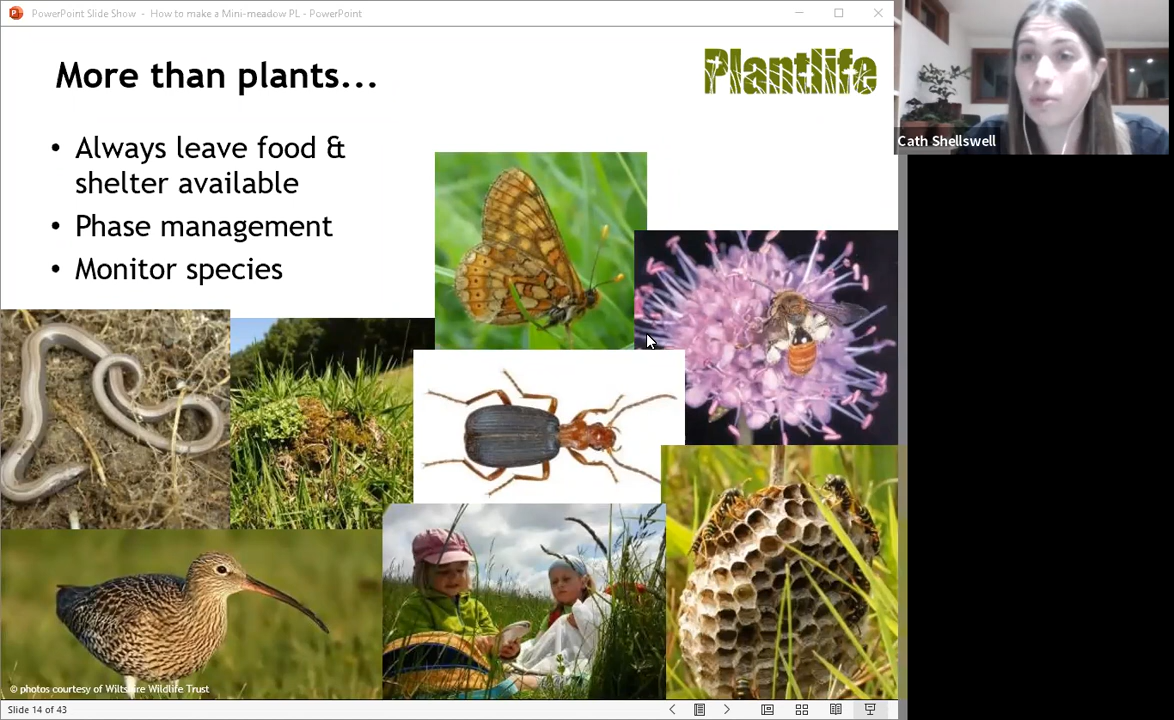 PowerPoint Slide Show - How to make a Mini-meadow PL - PowerPoint
More than plants...
Plantlife
• Always leave food &
shelter available
• Phase management
• Monitor species
Cath Shellswell
© photos courtesy of Wiltshire Wildlife Trust
Slide 14 of 43